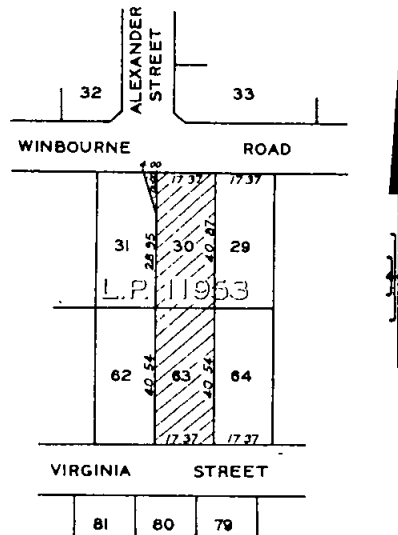 ALEXANDER
STREET
32
33
WINBOURNE ROAD
17.37 17.37
31 30 29
28.95
40.87
L.P. 11953
62 63 64
40.54 40.54
17.37 17.37
VIRGINIA STREET
81 80 79